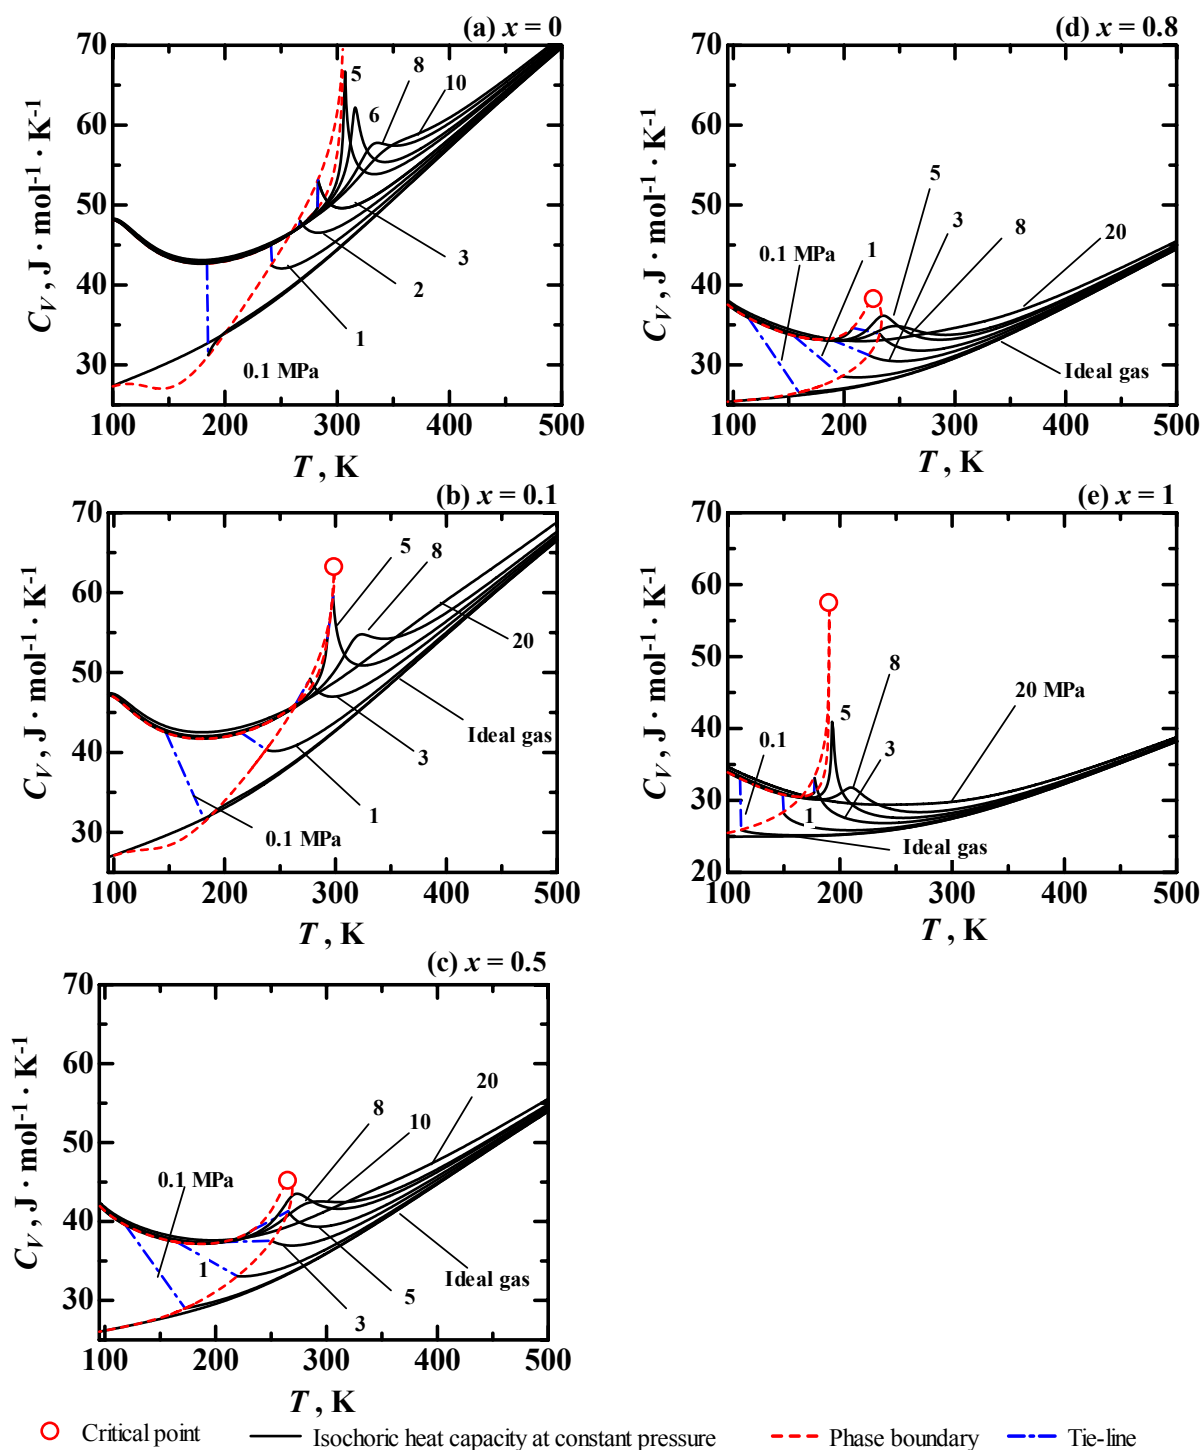 (a) x = 0
70
60
50
40
30
C_V, J · mol⁻¹ · K⁻¹
5
8
10
6
3
2
1
0.1 MPa
100 200 300 400 500
T, K
(b) x = 0.1
70
60
50
40
30
C_V, J · mol⁻¹ · K⁻¹
5
8
20
Ideal gas
3
1
0.1 MPa
100 200 300 400 500
T, K
(c) x = 0.5
70
60
50
40
30
C_V, J · mol⁻¹ · K⁻¹
20
8
10
0.1 MPa
1
Ideal gas
5
3
100 200 300 400 500
T, K
(d) x = 0.8
70
60
50
40
30
C_V, J · mol⁻¹ · K⁻¹
5
3
8
20
1
0.1 MPa
Ideal gas
100 200 300 400 500
T, K
(e) x = 1
70
60
50
40
30
20
C_V, J · mol⁻¹ · K⁻¹
8
20 MPa
5
3
0.1
1
Ideal gas
100 200 300 400 500
T, K
Critical point Isochoric heat capacity at constant pressure Phase boundary Tie-line